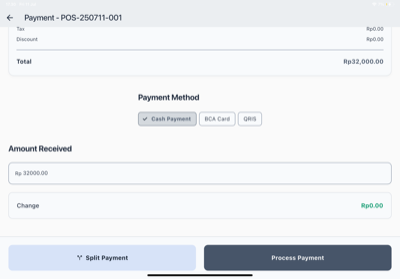 Payment - POS-250711-001
Tax Rp0.00
Discount Rp0.00
Total Rp32,000.00
Payment Method
Cash Payment BCA Card QRIS
Amount Received
Rp 32000.00
Change Rp0.00
Split Payment Process Payment